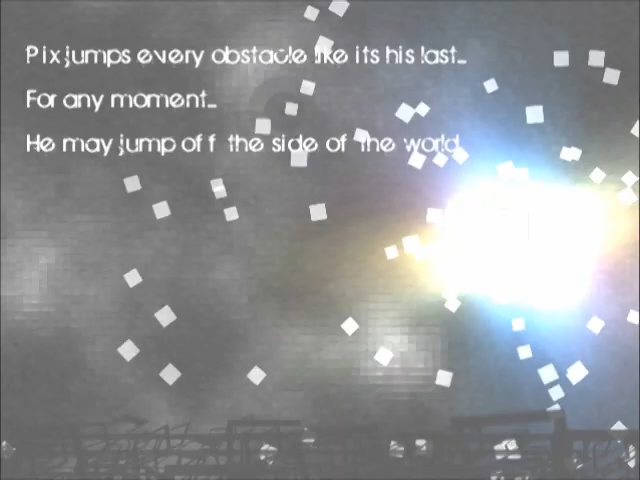 Pix jumps every obstacle like its his last...
For any moment...
He may jump off the side of the world.